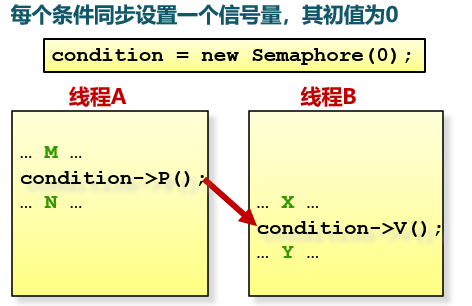 每个条件同步设置一个信号量，其初值为0
condition = new Semaphore(0);
线程A
… M …
condition->P();
… N …
线程B
… X …
condition->V();
… Y …